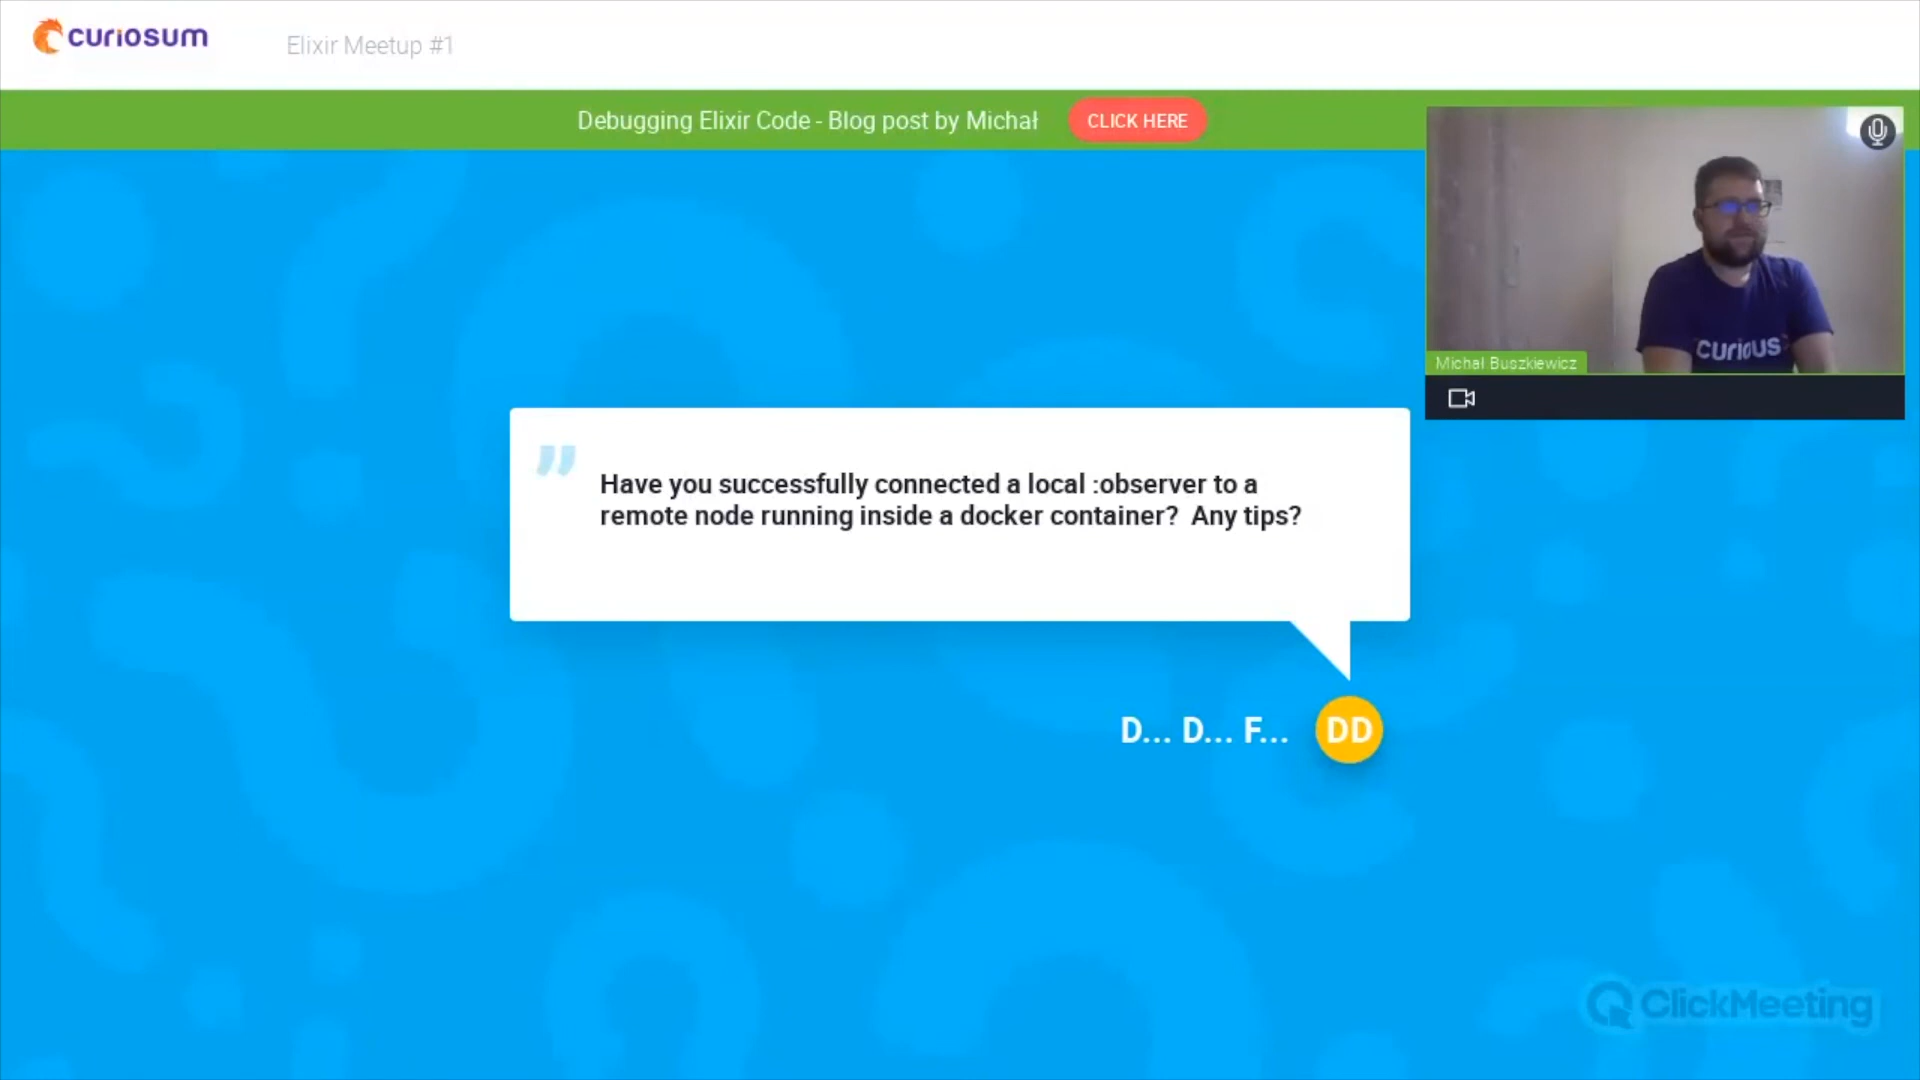 curiosum
Elixir Meetup #1
Debugging Elixir Code - Blog post by Michał
CLICK HERE
curious
Michał Buszkiewicz
Have you successfully connected a local :observer to a
remote node running inside a docker container?  Any tips?
D... D... F...
DD
ClickMeeting